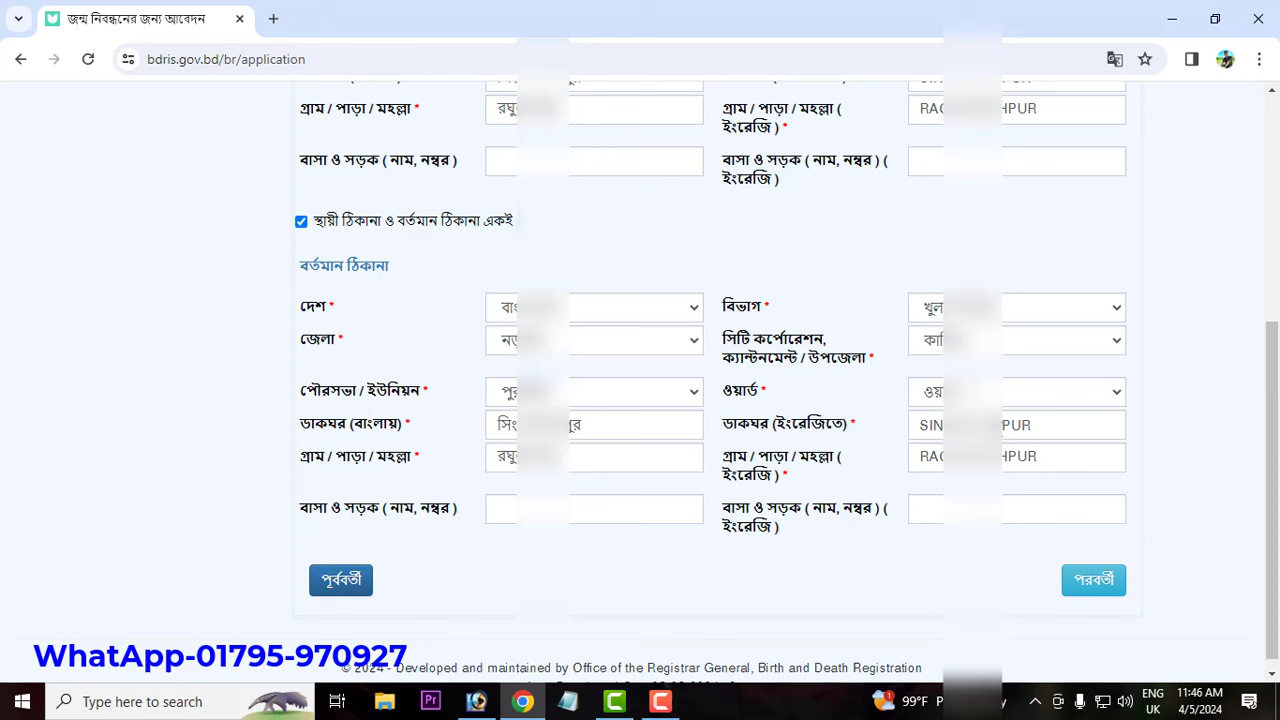 জন্ম নিবন্ধনের জন্য আবেদন
bdris.gov.bd/br/application
গ্রাম / পাড়া / মহল্লা *
গ্রাম / পাড়া / মহল্লা ( ইংরেজি ) *
বাসা ও সড়ক ( নাম, নম্বর )
বাসা ও সড়ক ( নাম, নম্বর ) ( ইংরেজি )
স্থায়ী ঠিকানা ও বর্তমান ঠিকানা একই
বর্তমান ঠিকানা
দেশ *
বিভাগ *
জেলা *
সিটি কর্পোরেশন, ক্যান্টনমেন্ট / উপজেলা *
পৌরসভা / ইউনিয়ন *
ওয়ার্ড *
ডাকঘর (বাংলায়) *
ডাকঘর (ইংরেজিতে) *
গ্রাম / পাড়া / মহল্লা *
গ্রাম / পাড়া / মহল্লা ( ইংরেজি ) *
বাসা ও সড়ক ( নাম, নম্বর )
বাসা ও সড়ক ( নাম, নম্বর ) ( ইংরেজি )
পূর্ববর্তী
পরবর্তী
WhatApp-01795-970927
© 2024 - Developed and maintained by Office of the Registrar General, Birth and Death Registration
Type here to search
99°F
ENG
UK
11:46 AM
4/5/2024